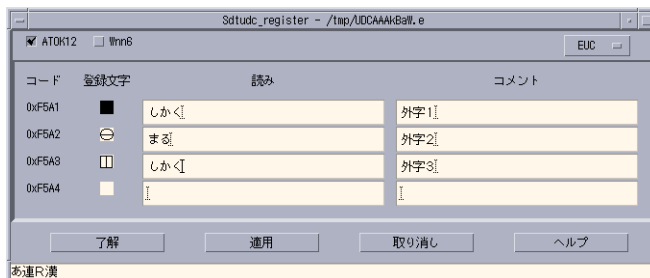 Sdtudc_register - /tmp/UDCAAAkBaW.e
ATOK12 Wnn6 EUC
コード 登録文字 読み コメント
0xF5A1 しかく 外字1
0xF5A2 まる 外字2
0xF5A3 しかく 外字3
0xF5A4
了解 適用 取り消し ヘルプ
あ連R漢